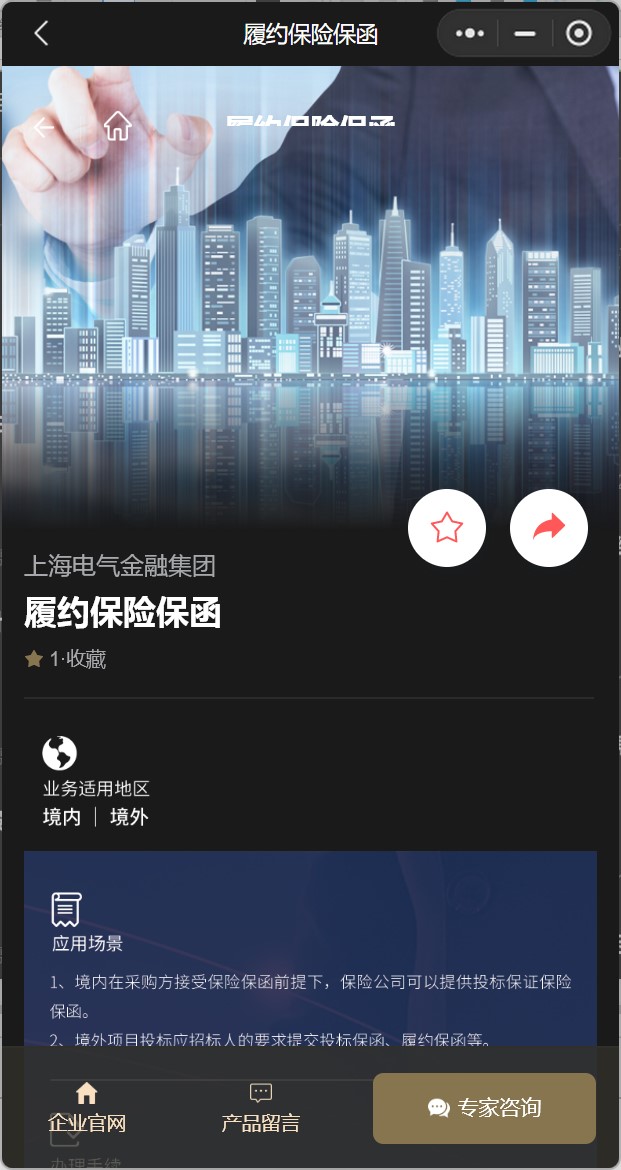 履约保险保函
履约保险保函
上海电气金融集团
履约保险保函
1·收藏
业务适用地区
境内 | 境外
应用场景
1、境内在采购方接受保险保函前提下，保险公司可以提供投标保证保险
保函。
2、境外项目投标应招标人的要求提交投标保函、履约保函等。
企业官网
产品留言
专家咨询
办理手续